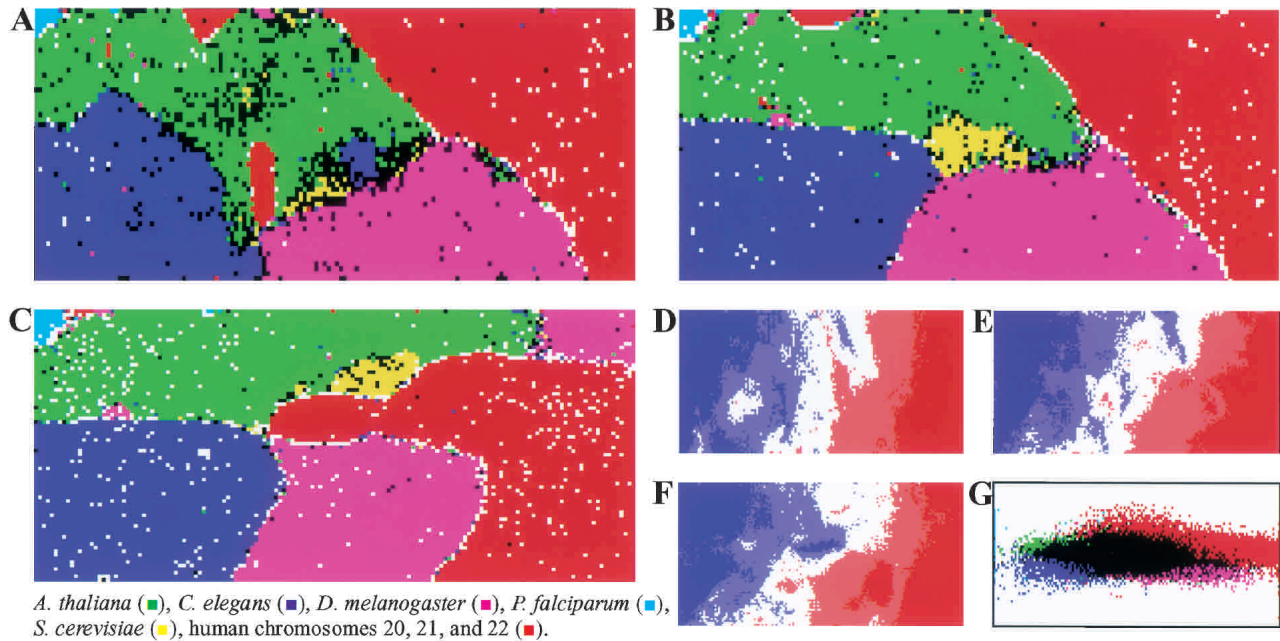 A
B
C
D
E
F
G
A. thaliana (■), C. elegans (■), D. melanogaster (■), P. falciparum (■),
S. cerevisiae (■), human chromosomes 20, 21, and 22 (■).